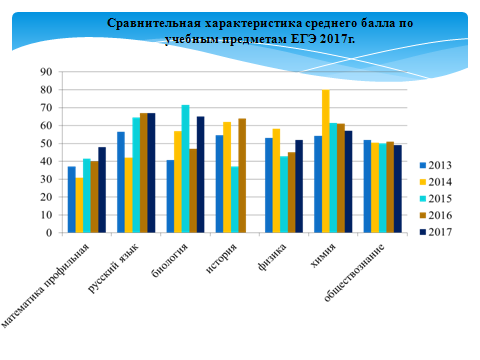 Сравнительная характеристика среднего балла по
учебным предметам ЕГЭ 2017г.
90
80
70
60
50
40
30
20
10
0
математика профильная
русский язык
биология
история
физика
химия
обществознание
2013
2014
2015
2016
2017